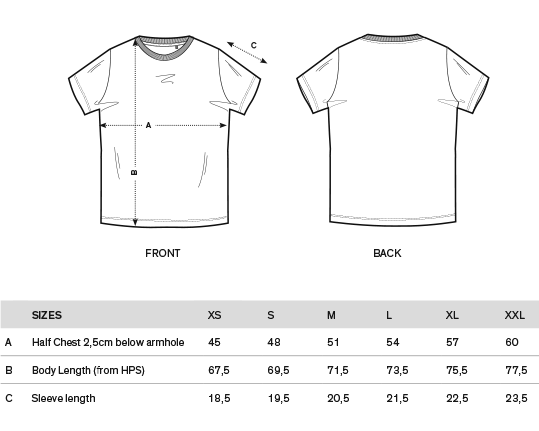 C
A
B
FRONT BACK
SIZES XS S M L XL XXL
A Half Chest 2,5cm below armhole 45 48 51 54 57 60
B Body Length (from HPS) 67,5 69,5 71,5 73,5 75,5 77,5
C Sleeve length 18,5 19,5 20,5 21,5 22,5 23,5